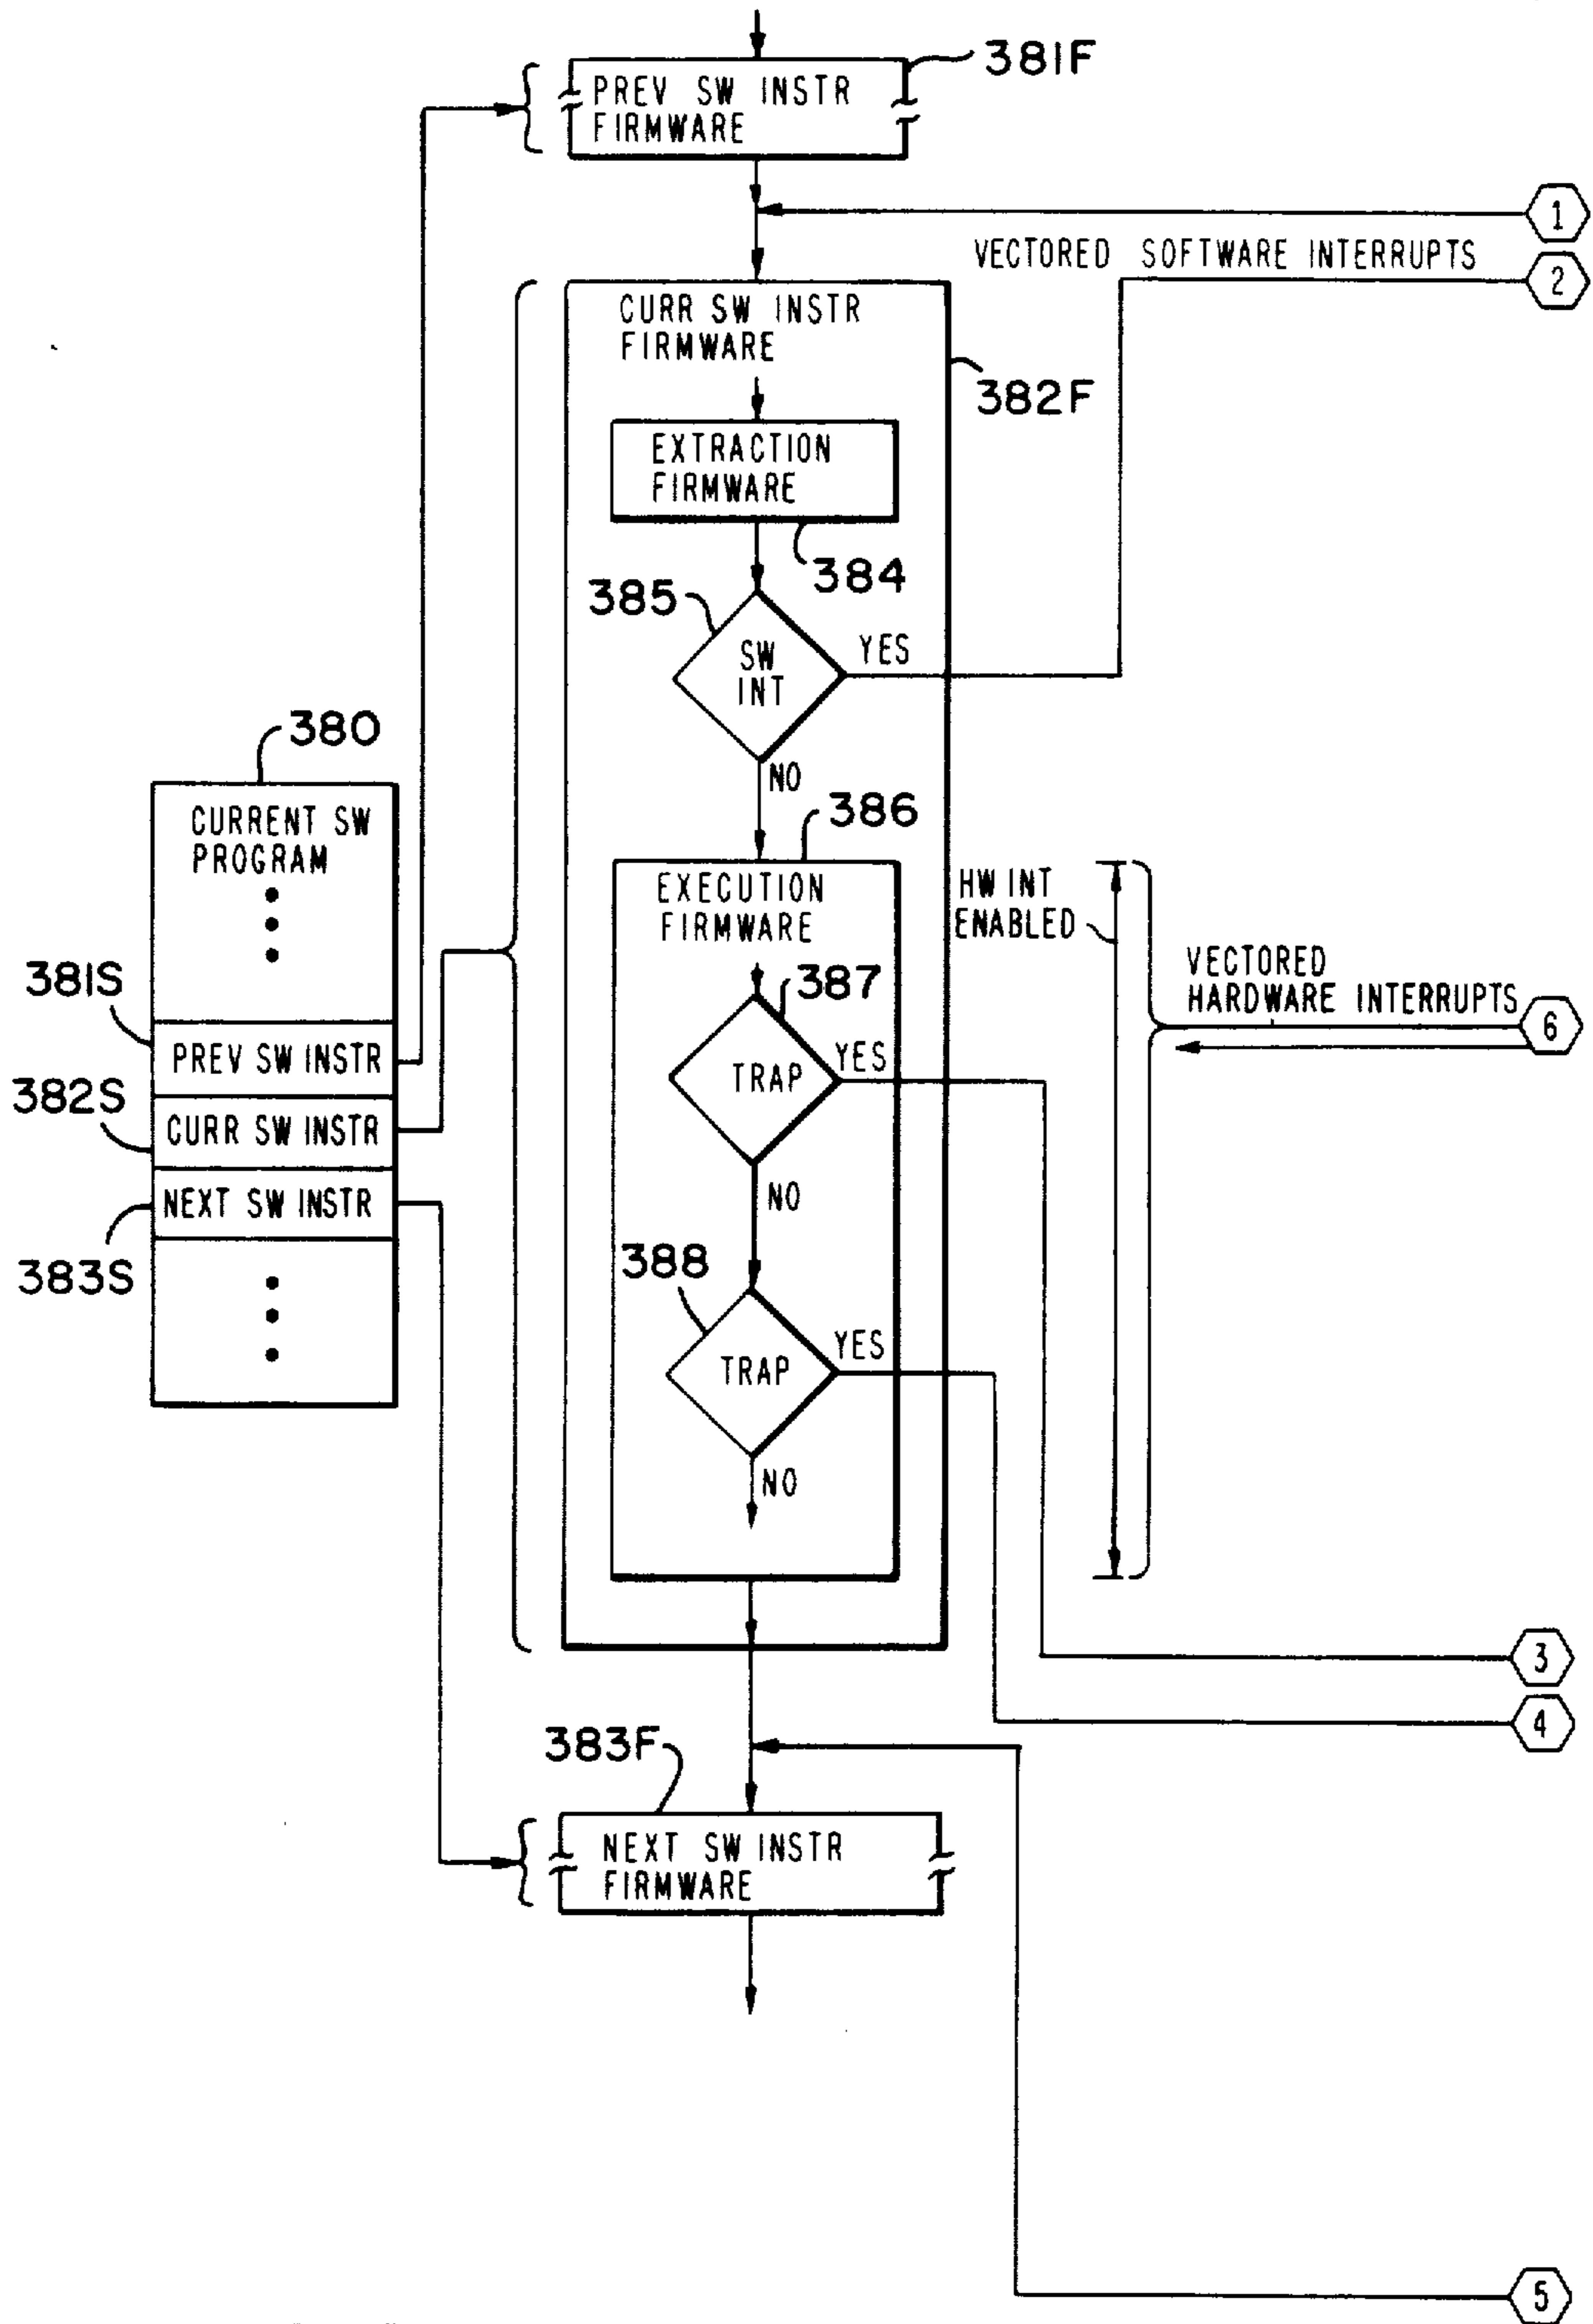 381F
PREV SW INSTR
FIRMWARE
1
VECTORED SOFTWARE INTERRUPTS
2
CURR SW INSTR
FIRMWARE
382F
EXTRACTION
FIRMWARE
384
385
SW
INT
YES
NO
380
CURRENT SW
PROGRAM
386
EXECUTION
FIRMWARE
HW INT
ENABLED
VECTORED
HARDWARE INTERRUPTS
6
381S
PREV SW INSTR
382S
CURR SW INSTR
NEXT SW INSTR
383S
387
TRAP
YES
NO
388
TRAP
YES
NO
3
4
383F
NEXT SW INSTR
FIRMWARE
5